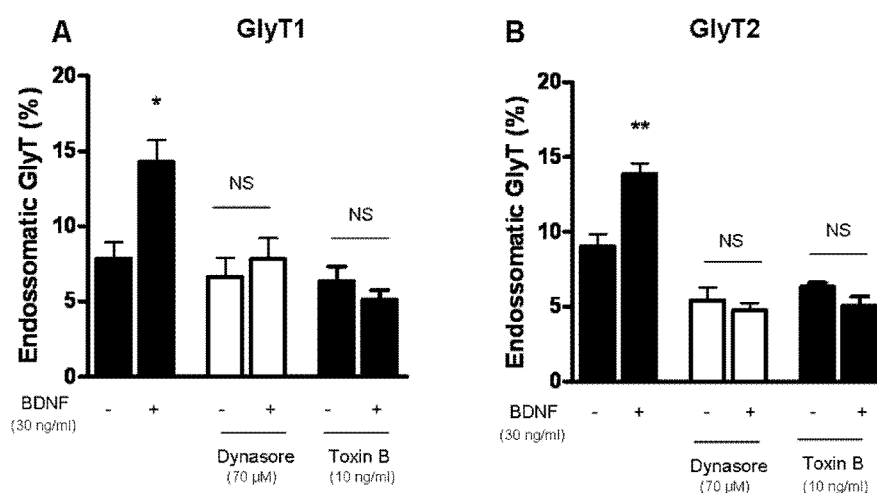 A GlyT1
Endossomatic GlyT (%)
20
15
10
5
0
*
NS
NS
BDNF - + - + - +
(30 ng/ml)
Dynasore Toxin B
(70 µM) (10 ng/ml)
B GlyT2
Endossomatic GlyT (%)
20
15
10
5
0
**
NS
NS
BDNF - + - + - +
(30 ng/ml)
Dynasore Toxin B
(70 µM) (10 ng/ml)